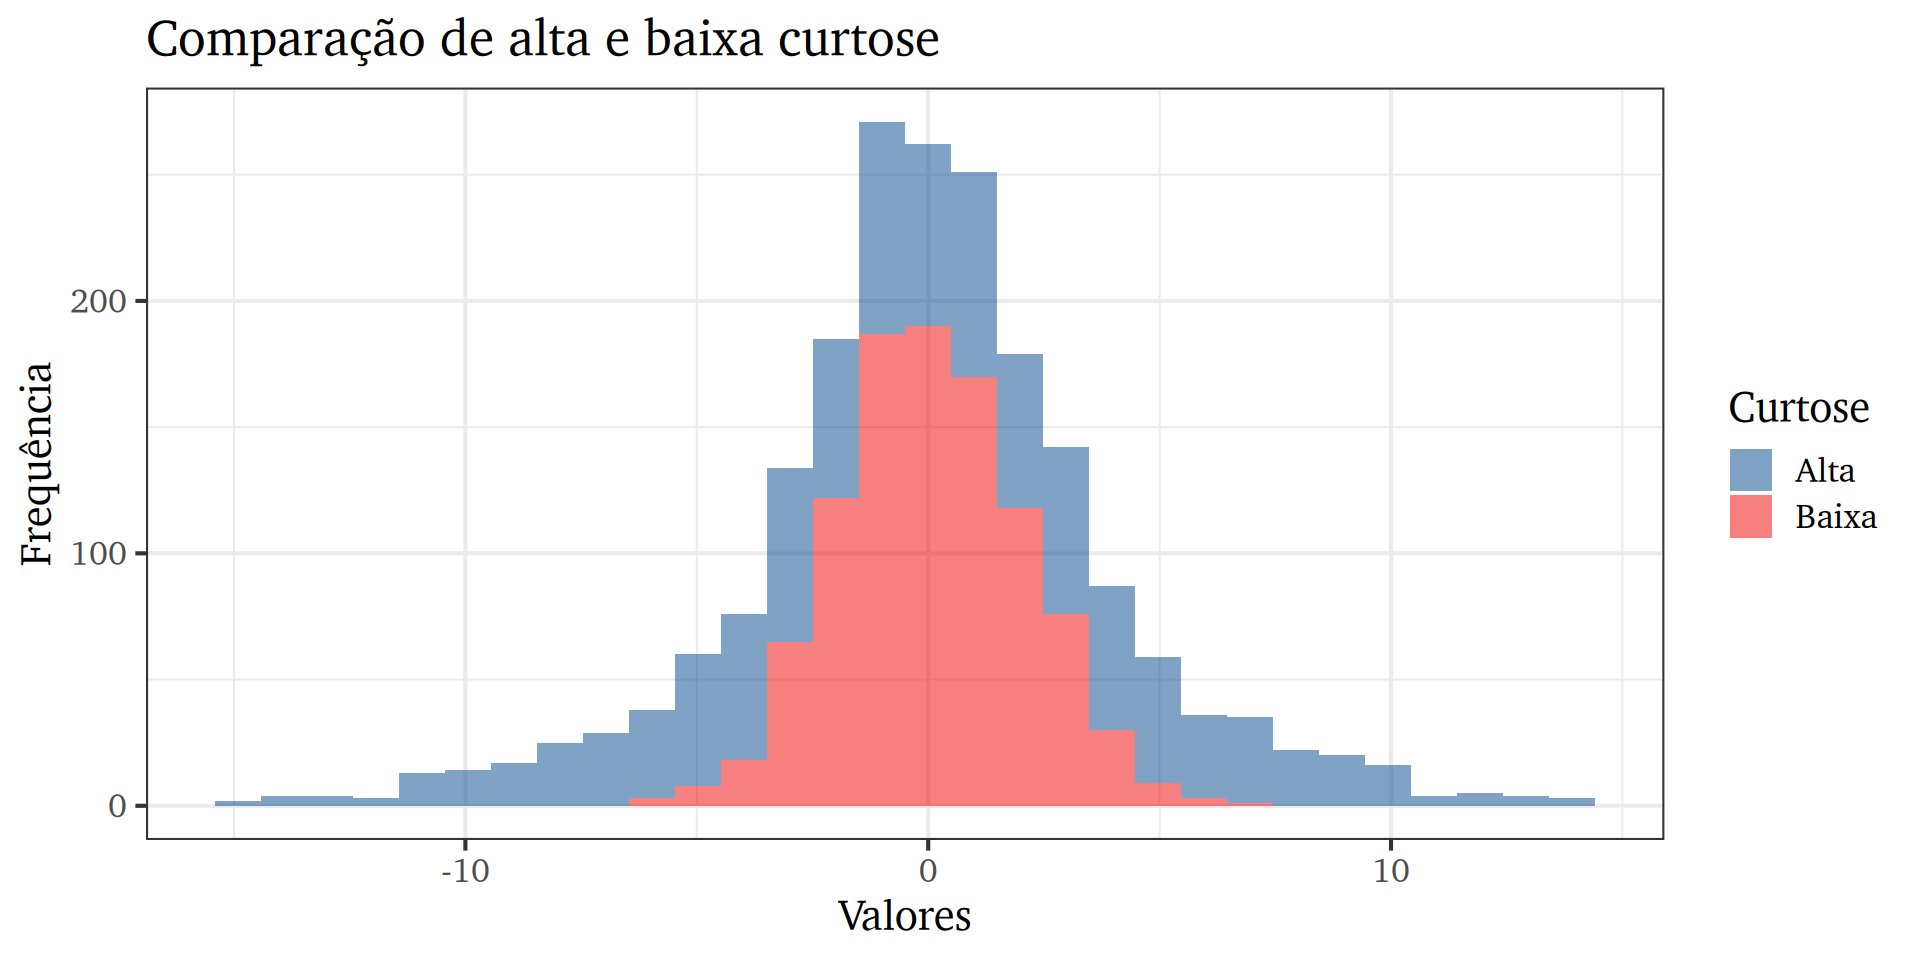 Comparação de alta e baixa curtose
Frequência
200
100
0
-10
0
10
Valores
Curtose
Alta
Baixa